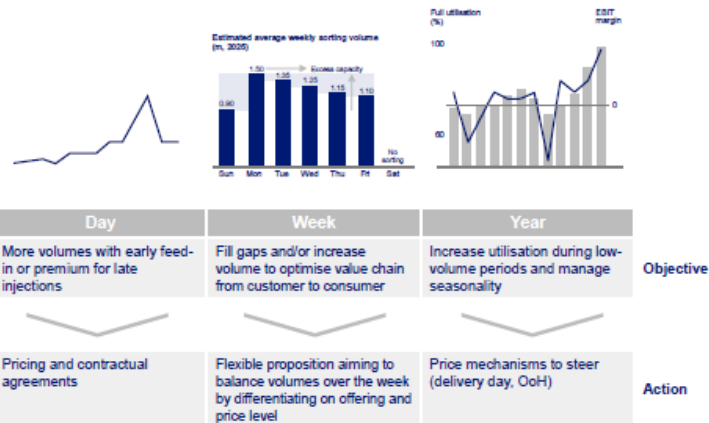 Full utilisation
(%)
EBIT
margin
100
60
0
Estimated average weekly sorting volume
(m, 2025)
Excess capacity
0.90
1.50
1.35
1.25
1.15
1.10
No
sorting
Sun
Mon
Tue
Wed
Thu
Fri
Sat
Day
Week
Year
More volumes with early feed-
in or premium for late
injections
Fill gaps and/or increase
volume to optimise value chain
from customer to consumer
Increase utilisation during low-
volume periods and manage
seasonality
Objective
Pricing and contractual
agreements
Flexible proposition aiming to
balance volumes over the week
by differentiating on offering and
price level
Price mechanisms to steer
(delivery day, OoH)
Action